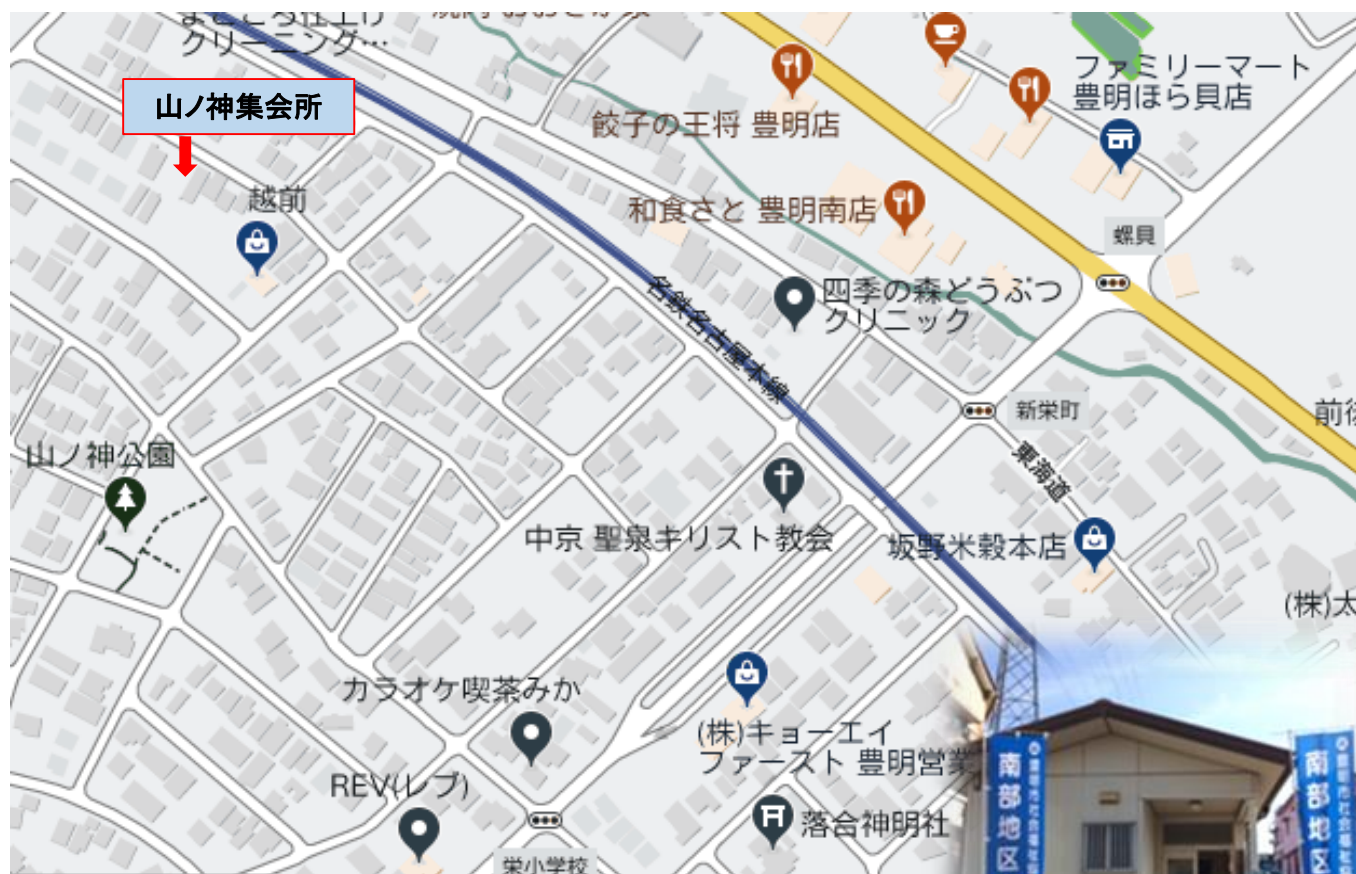 まごころ仕上げ
クリーニング…
山ノ神集会所
越前
餃子の王将 豊明店
ファミリーマート
豊明ほら貝店
和食さと 豊明南店
螺貝
四季の森どうぶつ
クリニック
名鉄名古屋本線
新栄町
東海道
山ノ神公園
中京 聖泉キリスト教会
坂野米穀本店
(株)太
カラオケ喫茶みか
(株)キョーエイ
ファースト 豊明営業
REV(レブ)
落合神明社
栄小学校
南部地区
南部地区